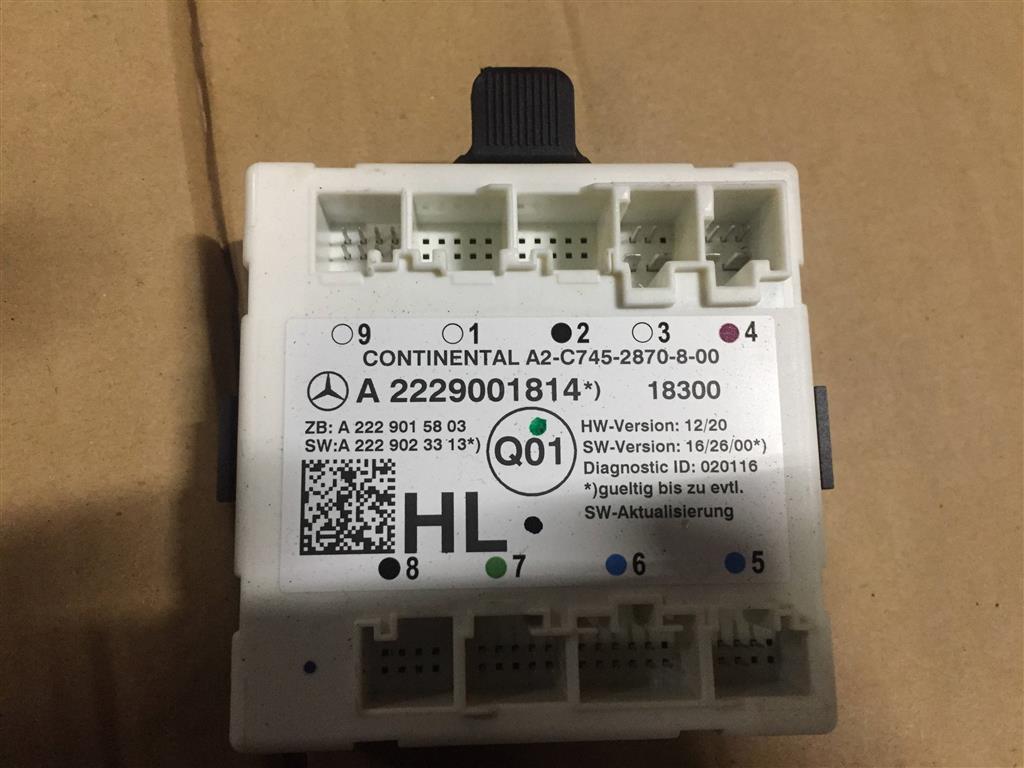 9 1 2 3 4
CONTINENTAL A2-C745-2870-8-00
A 2229001814*) 18300
ZB: A 222 901 58 03
SW:A 222 902 33 13*)
Q01
HW-Version: 12/20
SW-Version: 16/26/00*)
Diagnostic ID: 020116
*)gueltig bis zu evtl.
SW-Aktualisierung
HL
8 7 6 5